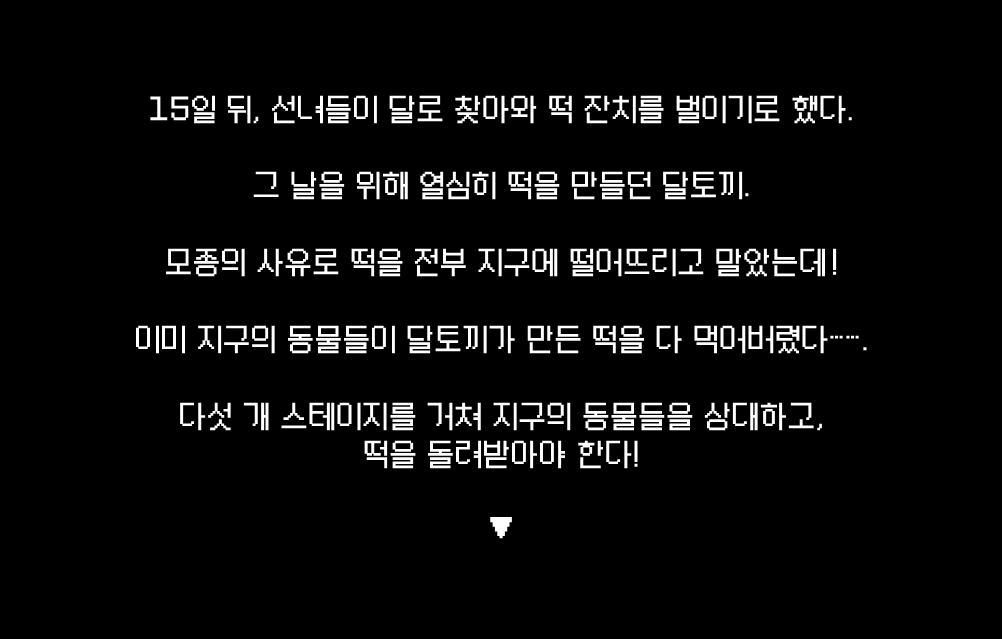 15일 뒤, 선녀들이 달로 찾아와 떡 잔치를 벌이기로 했다.
그 날을 위해 열심히 떡을 만들던 달토끼.
모종의 사유로 떡을 전부 지구에 떨어뜨리고 말았는데!
이미 지구의 동물들이 달토끼가 만든 떡을 다 먹어버렸다⋯⋯.
다섯 개 스테이지를 거쳐 지구의 동물들을 상대하고,
떡을 돌려받아야 한다!
▼